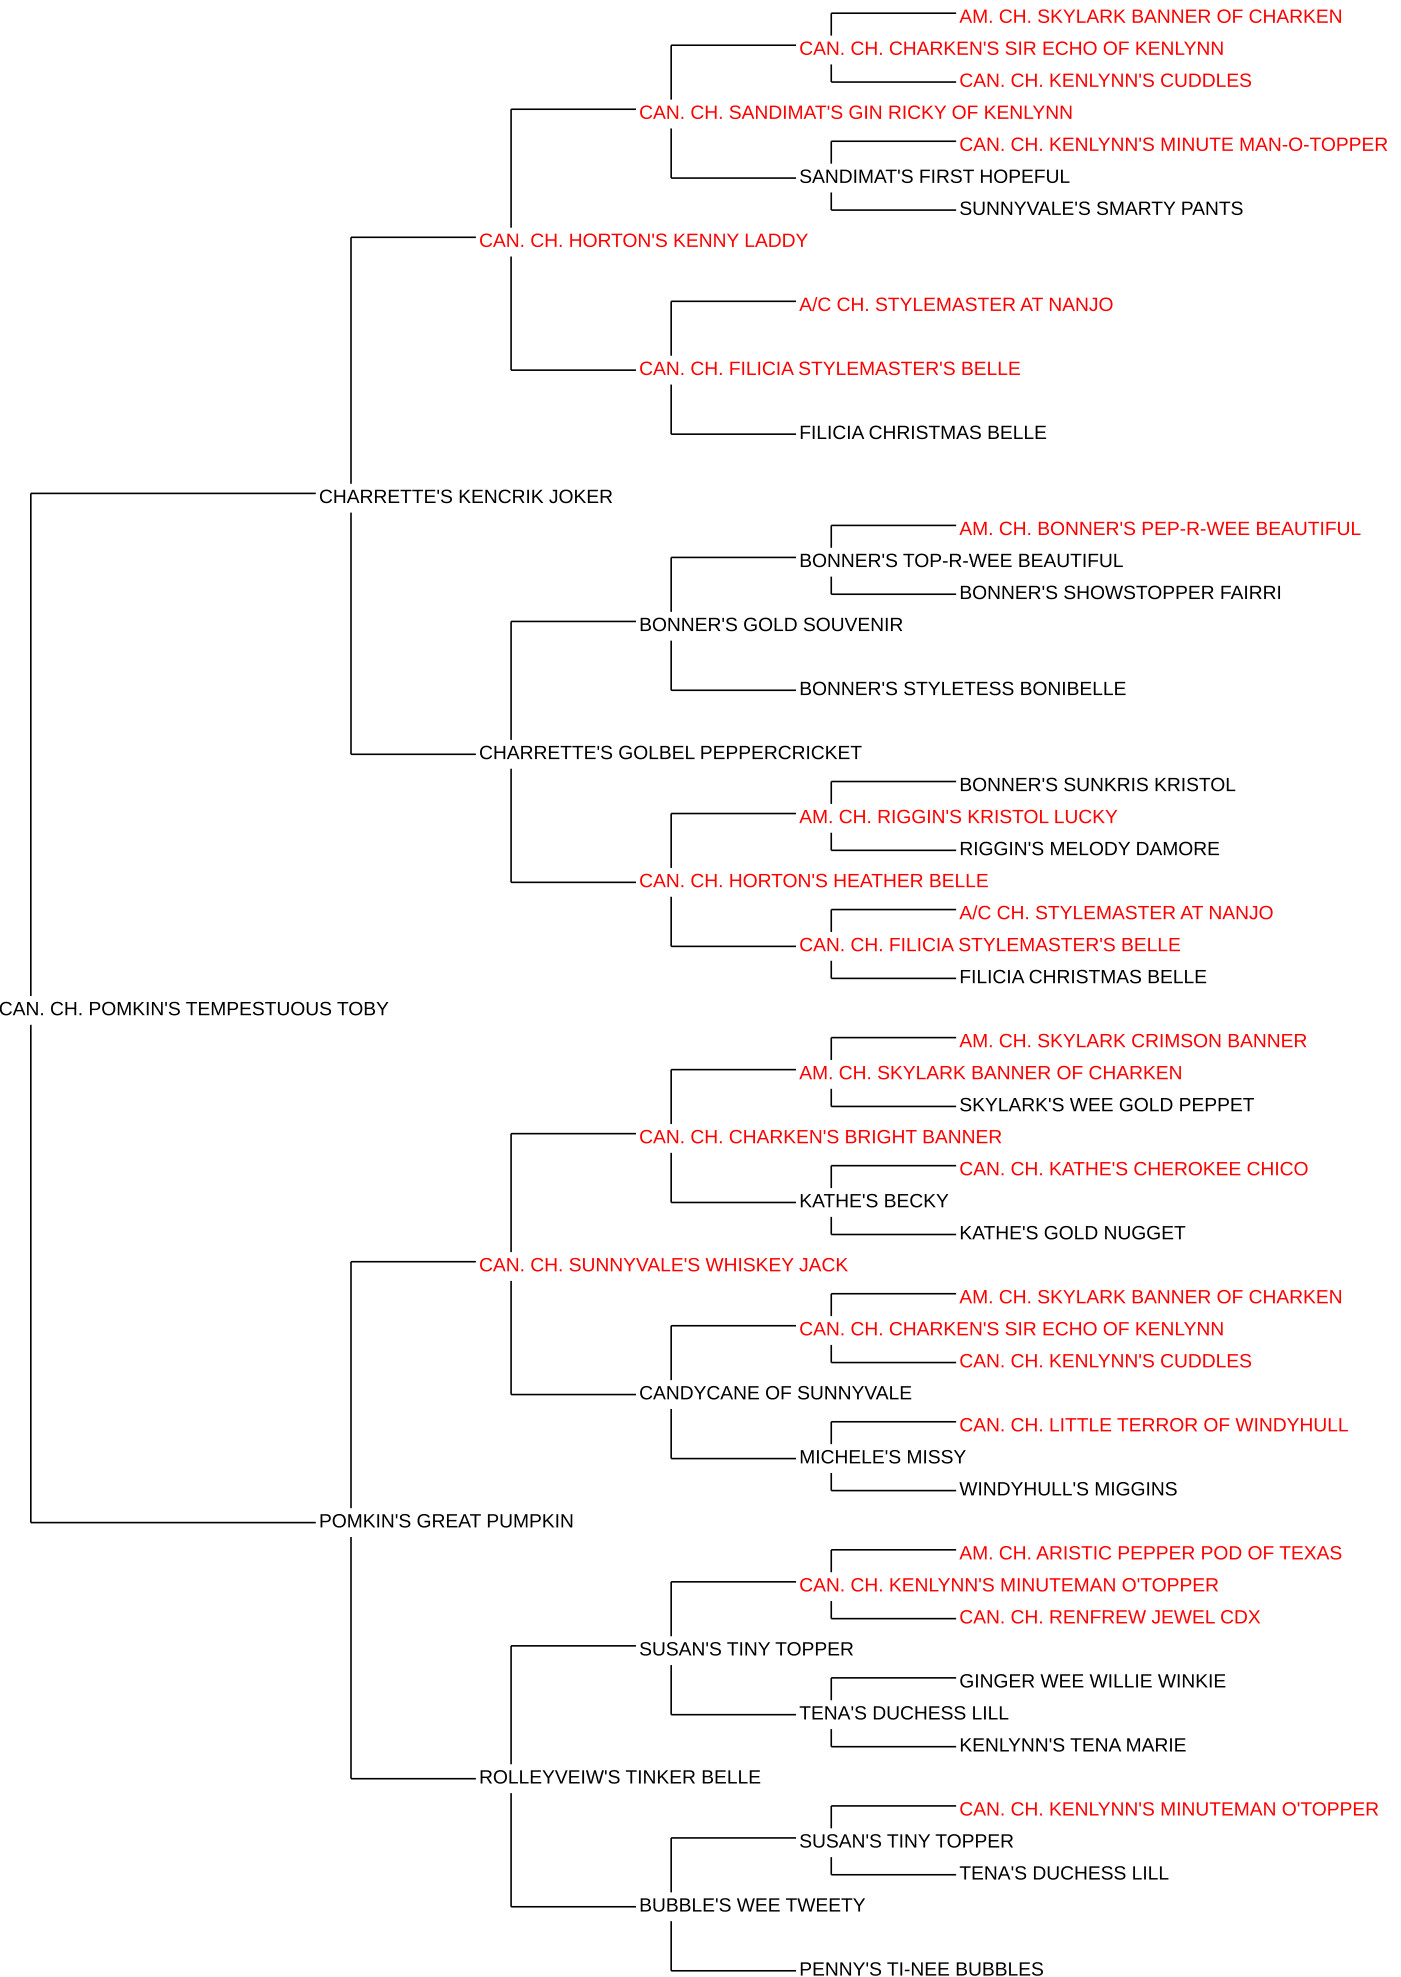 AM. CH. SKYLARK BANNER OF CHARKEN
CAN. CH. CHARKEN'S SIR ECHO OF KENLYNN
CAN. CH. KENLYNN'S CUDDLES
CAN. CH. SANDIMAT'S GIN RICKY OF KENLYNN
CAN. CH. KENLYNN'S MINUTE MAN-O-TOPPER
SANDIMAT'S FIRST HOPEFUL
SUNNYVALE'S SMARTY PANTS
CAN. CH. HORTON'S KENNY LADDY
A/C CH. STYLEMASTER AT NANJO
CAN. CH. FILICIA STYLEMASTER'S BELLE
FILICIA CHRISTMAS BELLE
CHARRETTE'S KENCRIK JOKER
AM. CH. BONNER'S PEP-R-WEE BEAUTIFUL
BONNER'S TOP-R-WEE BEAUTIFUL
BONNER'S SHOWSTOPPER FAIRRI
BONNER'S GOLD SOUVENIR
BONNER'S STYLETESS BONIBELLE
CHARRETTE'S GOLBEL PEPPERCRICKET
BONNER'S SUNKRIS KRISTOL
AM. CH. RIGGIN'S KRISTOL LUCKY
RIGGIN'S MELODY DAMORE
CAN. CH. HORTON'S HEATHER BELLE
A/C CH. STYLEMASTER AT NANJO
CAN. CH. FILICIA STYLEMASTER'S BELLE
FILICIA CHRISTMAS BELLE
CAN. CH. POMKIN'S TEMPESTUOUS TOBY
AM. CH. SKYLARK CRIMSON BANNER
AM. CH. SKYLARK BANNER OF CHARKEN
SKYLARK'S WEE GOLD PEPPET
CAN. CH. CHARKEN'S BRIGHT BANNER
CAN. CH. KATHE'S CHEROKEE CHICO
KATHE'S BECKY
KATHE'S GOLD NUGGET
CAN. CH. SUNNYVALE'S WHISKEY JACK
AM. CH. SKYLARK BANNER OF CHARKEN
CAN. CH. CHARKEN'S SIR ECHO OF KENLYNN
CAN. CH. KENLYNN'S CUDDLES
CANDYCANE OF SUNNYVALE
CAN. CH. LITTLE TERROR OF WINDYHULL
MICHELE'S MISSY
WINDYHULL'S MIGGINS
POMKIN'S GREAT PUMPKIN
AM. CH. ARISTIC PEPPER POD OF TEXAS
CAN. CH. KENLYNN'S MINUTEMAN O'TOPPER
CAN. CH. RENFREW JEWEL CDX
SUSAN'S TINY TOPPER
GINGER WEE WILLIE WINKIE
TENA'S DUCHESS LILL
KENLYNN'S TENA MARIE
ROLLEYVEIW'S TINKER BELLE
CAN. CH. KENLYNN'S MINUTEMAN O'TOPPER
SUSAN'S TINY TOPPER
TENA'S DUCHESS LILL
BUBBLE'S WEE TWEETY
PENNY'S TI-NEE BUBBLES